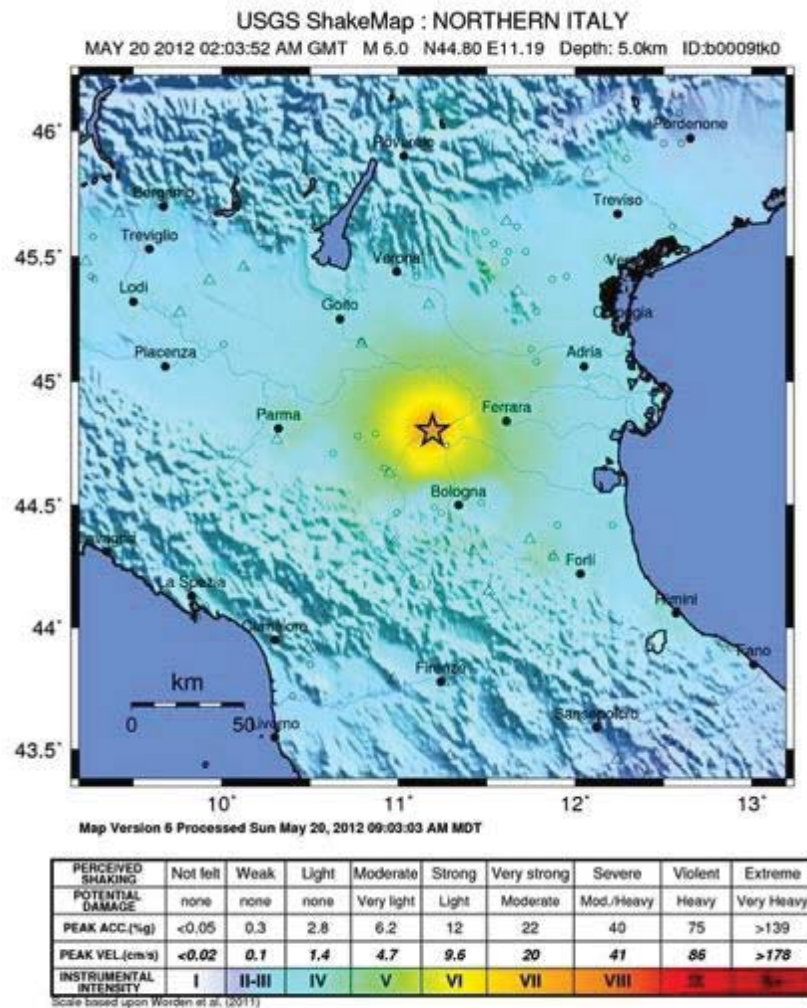 USGS ShakeMap : NORTHERN ITALY
MAY 20 2012 02:03:52 AM GMT M 6.0 N44.80 E11.19 Depth: 5.0km ID:b0009tk0
46°
Pordenone
Rovereto
Bergamo
Treviso
Treviglio
45.5°
Verona
Lodi
Goito
Piacenza
Adria
45°
Parma
Ferrara
44.5°
Bologna
Forlì
La Spezia
Rimini
44°
Fano
Firenze
km
0 50
Livorno
Sansepolcro
43.5°
10° 11° 12° 13°
Map Version 6 Processed Sun May 20, 2012 09:03:03 AM MDT
PERCEIVED SHAKING Not felt Weak Light Moderate Strong Very strong Severe Violent Extreme
POTENTIAL DAMAGE none none none Very light Light Moderate Mod./Heavy Heavy Very Heavy
PEAK ACC.(%g) <0.05 0.3 2.8 6.2 12 22 40 75 >139
PEAK VEL.(cm/s) <0.02 0.1 1.4 4.7 9.6 20 41 86 >178
INSTRUMENTAL INTENSITY I II-III IV V VI VII VIII
Scale based upon Worden et al. (2011)